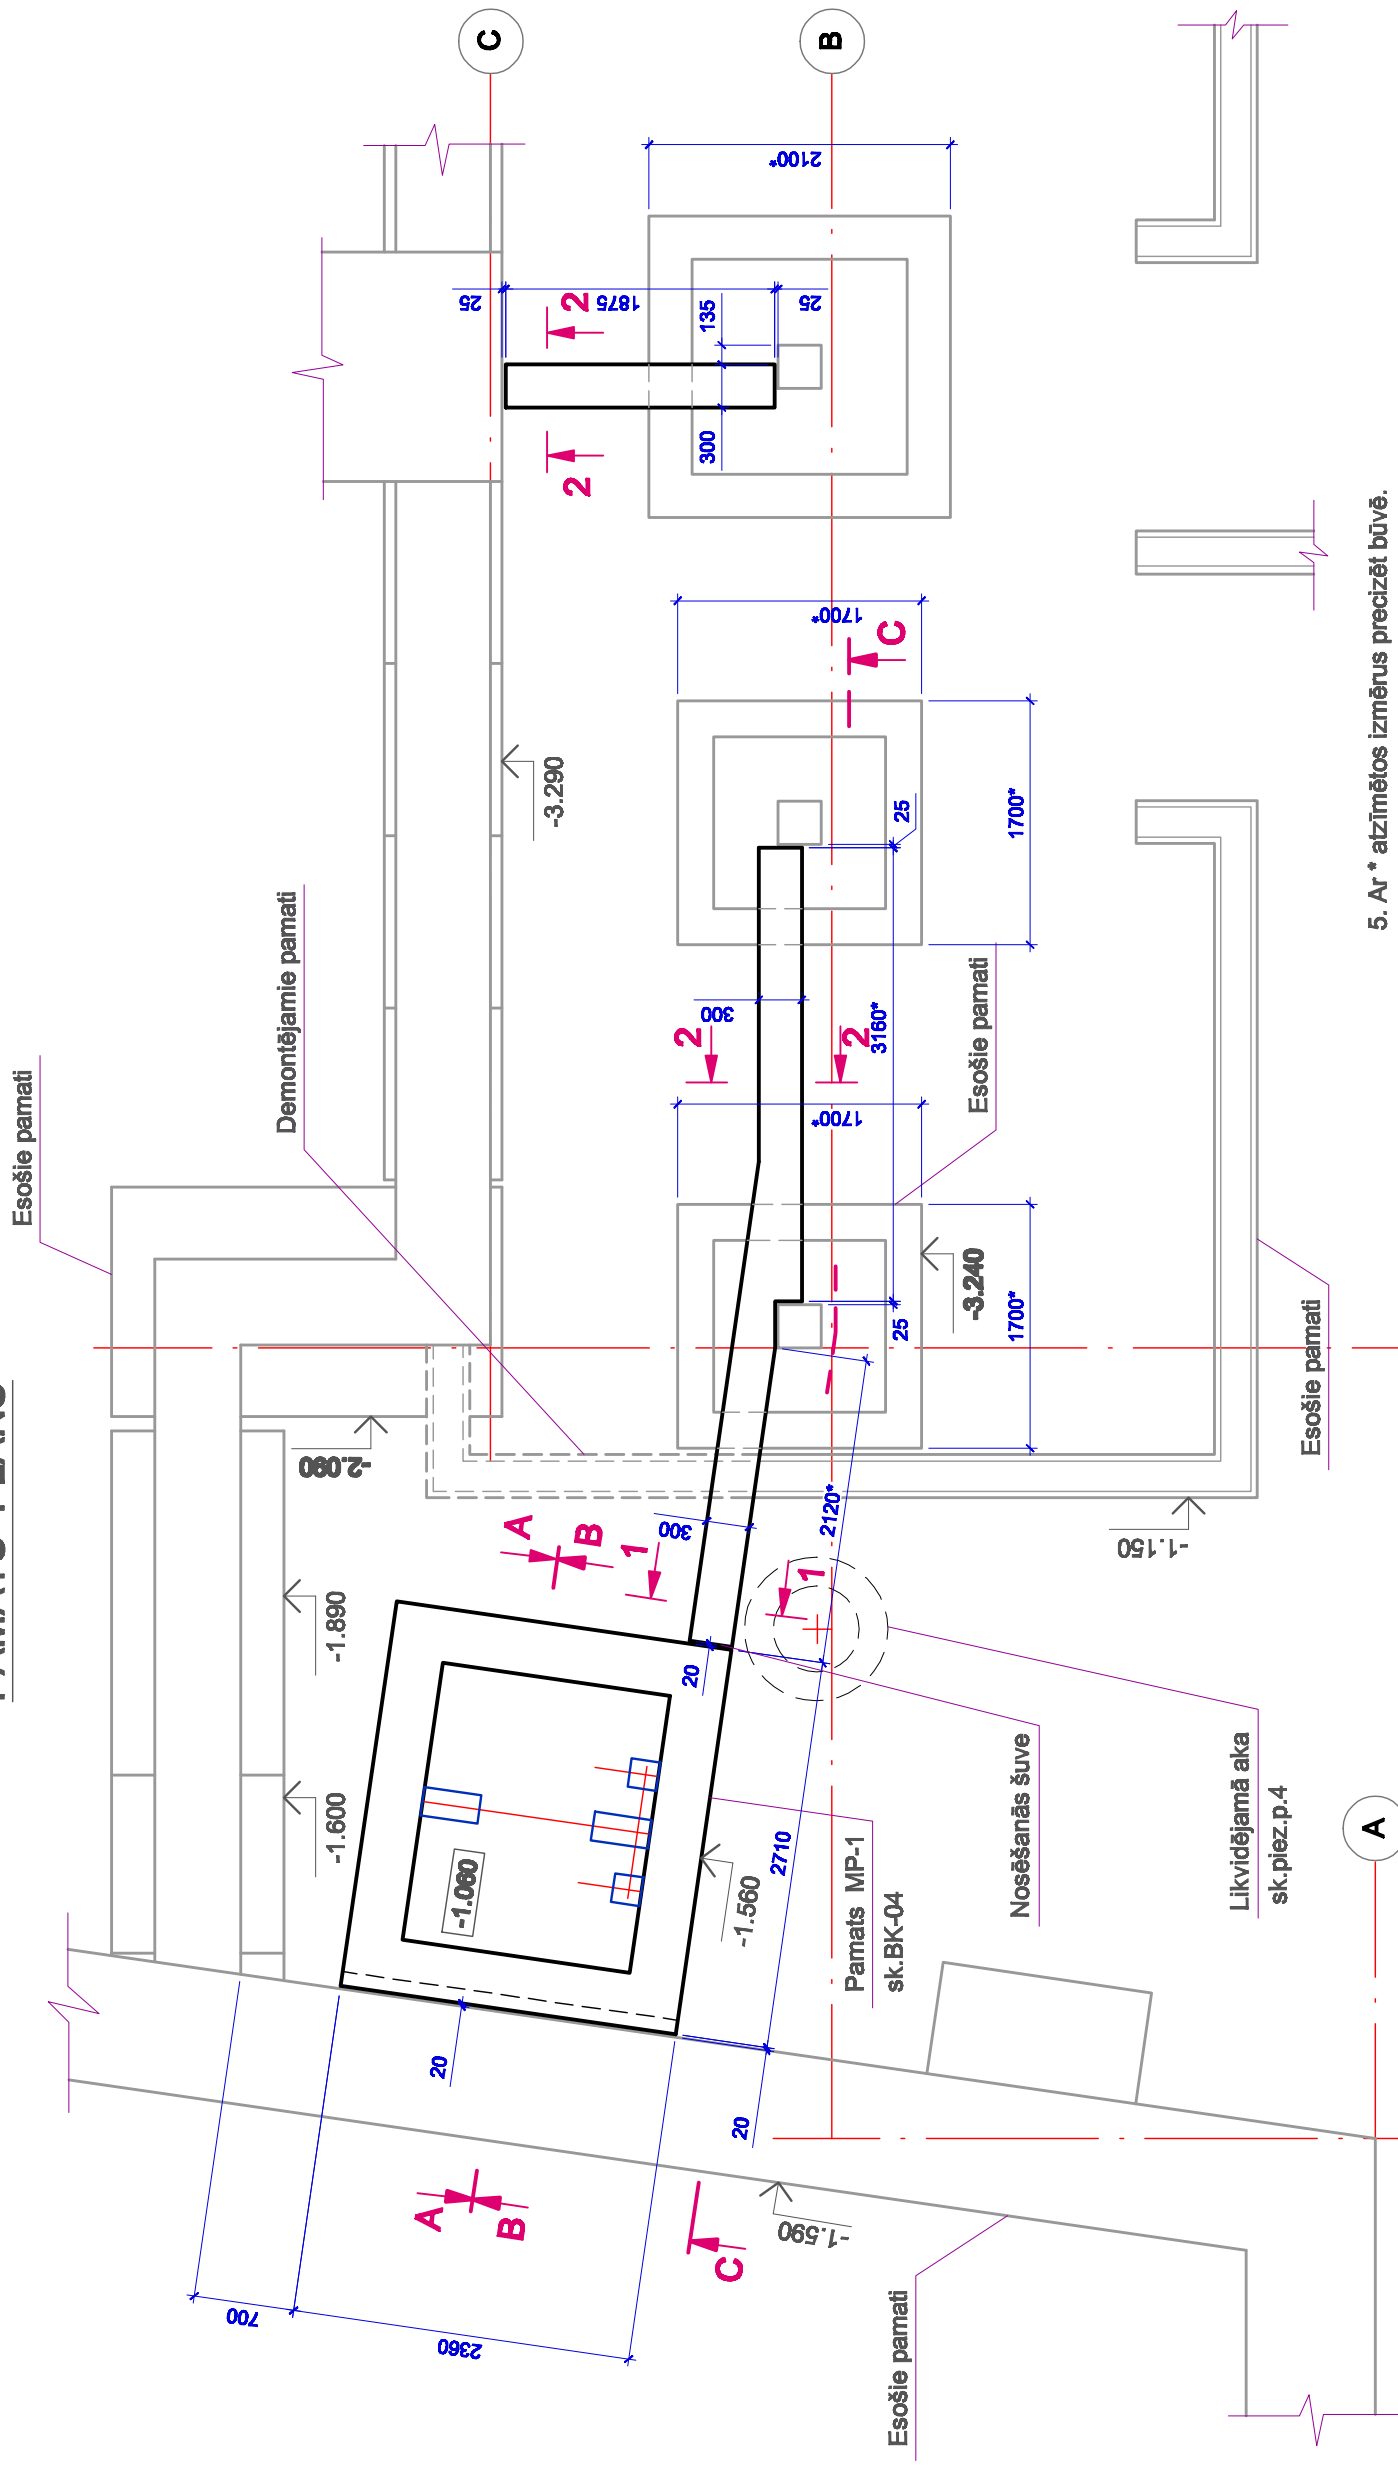 Esošie pamati
Demontējamie pamati
C
B
A
-3.290
-2.090
-1.890
-1.600
-1.060
-1.560
-1.590
-1.150
-3.240
25
1875
25
135
300
2100*
1700*
1700*
25
3160*
300
1700*
1700*
25
2120*
300
20
2710
20
20
700
2360
2
2
2
2
1
1
A
B
A
B
C
C
Esošie pamati
Esošie pamati
Esošie pamati
Pamats MP-1
sk.BK-04
Nosēšanās šuve
Likvidējamā aka
sk.piez.p.4
5. Ar * atzīmētos izmērus precizēt būvē.